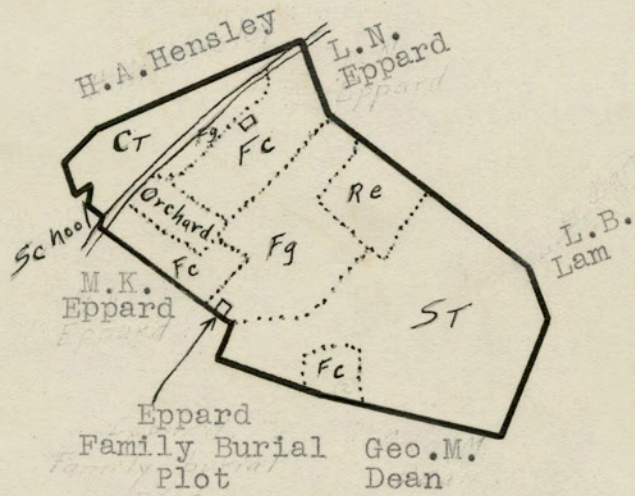 H.A.Hensley
L.N.
Eppard
CT
Fg
Fc
Re
Orchard
School
Fc
Fg
L.B.
Lam
M.K.
Eppard
ST
Fc
Eppard
Family Burial
Plot
Geo.M.
Dean